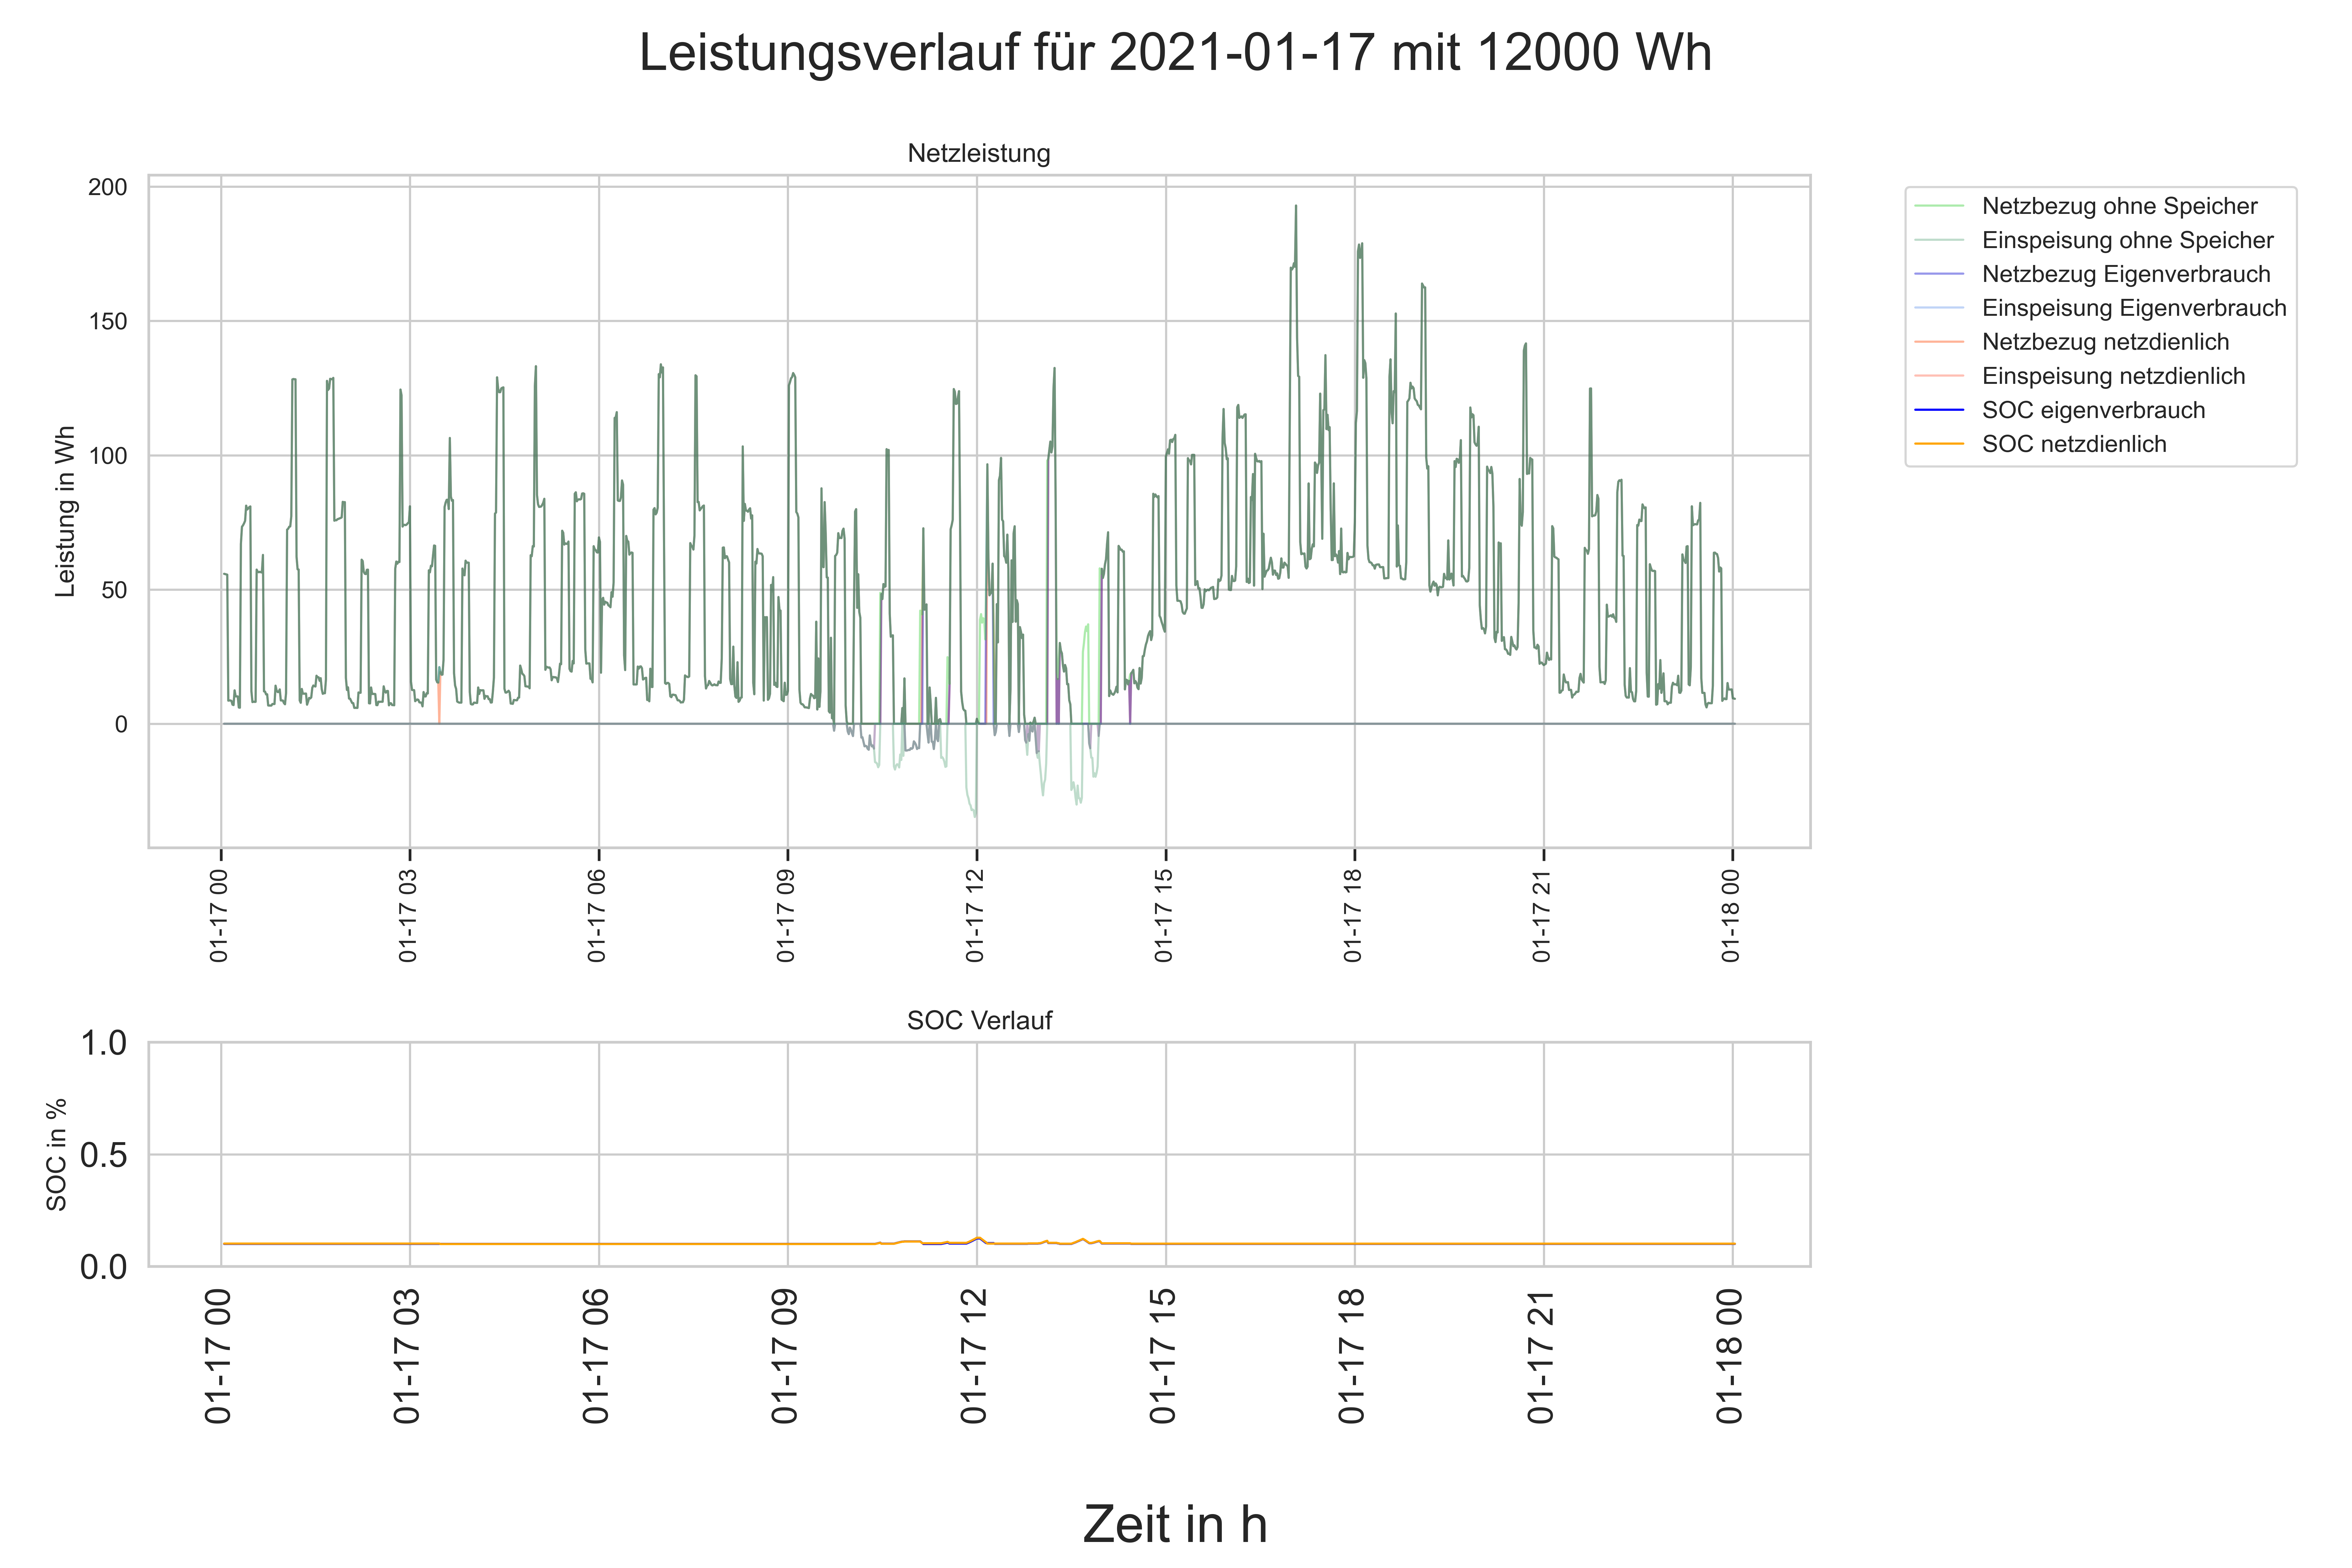 Leistungsverlauf für 2021-01-17 mit 12000 Wh
Netzleistung
Leistung in Wh
200
150
100
50
0
01-17 00
01-17 03
01-17 06
01-17 09
01-17 12
01-17 15
01-17 18
01-17 21
01-18 00
Netzbezug ohne Speicher
Einspeisung ohne Speicher
Netzbezug Eigenverbrauch
Einspeisung Eigenverbrauch
Netzbezug netzdienlich
Einspeisung netzdienlich
SOC eigenverbrauch
SOC netzdienlich
SOC Verlauf
SOC in %
1.0
0.5
0.0
01-17 00
01-17 03
01-17 06
01-17 09
01-17 12
01-17 15
01-17 18
01-17 21
01-18 00
Zeit in h